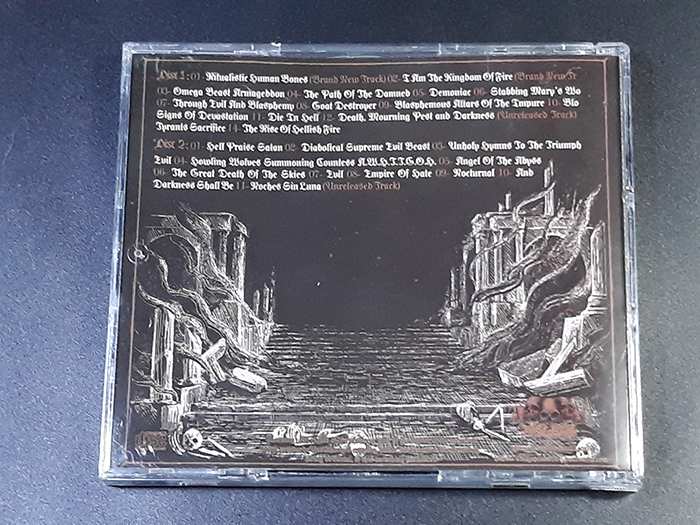 Disc 1: 01- Ritualistic Human Bones (Brand New Track) 02- I Am The Kingdom Of Fire (Brand New Tr
03- Omega Beast Armageddon 04- The Path Of The Damned 05- Demoniac 06- Stabbing Mary's Wo
07- Through Evil And Blasphemy 08- Goat Destroyer 09- Blasphemous Altars Of The Impure 10- Blo
Signs Of Devastation 11- Die In Hell 12- Death, Mourning Pest and Darkness (Unreleased Track)
Tyrants Sacrifice 14- The Rise Of Hellish Fire
Disc 2: 01- Hell Praise Satan 02- Diabolical Supreme Evil Beast 03- Unholy Hymns To The Triumph
Evil 04- Howling Wolves Summoning Countless A.W.H.T.I.T.G.O.H. 05- Angel Of The Abyss
06- The Great Death Of The Skies 07- Evil 08- Empire Of Hate 09- Nocturnal 10- And
Darkness Shall Be 11- Noches Sin Luna (Unreleased Track)